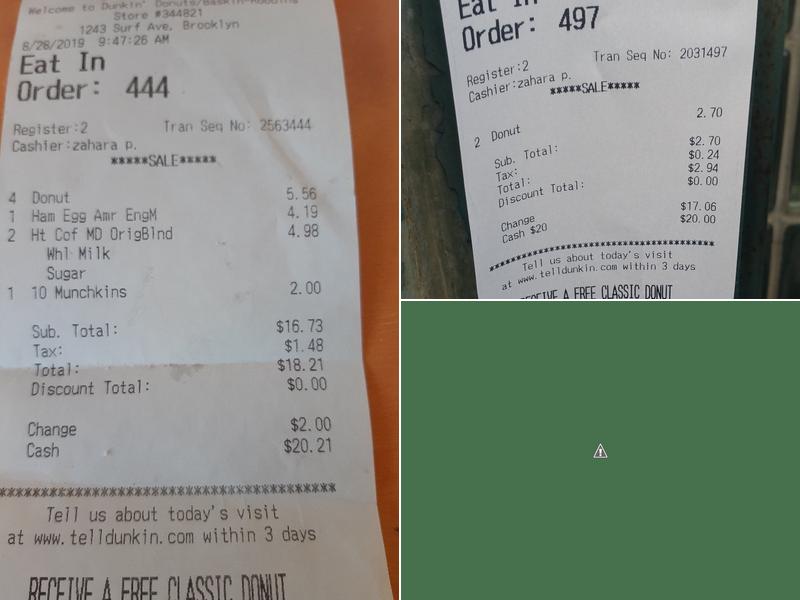 Welcome to Dunkin' Donuts/Baskin-Robbins
Store #344821
1243 Surf Ave, Brooklyn
8/28/2019 9:47:26 AM
Eat In
Order: 444
Register:2 Tran Seq No: 2563444
Cashier:zahara p.
*****SALE*****
4 Donut 5.56
1 Ham Egg Amr EngM 4.19
2 Ht Cof MD OrigBlnd 4.98
Whl Milk
Sugar
1 10 Munchkins 2.00
Sub. Total: $16.73
Tax: $1.48
Total: $18.21
Discount Total: $0.00
Change $2.00
Cash $20.21
************************************
Tell us about today's visit
at www.telldunkin.com within 3 days
RECEIVE A FREE CLASSIC DONUT
Eat In
Order: 497
Register:2 Tran Seq No: 2031497
Cashier:zahara p.
*****SALE*****
2.70
2 Donut
Sub. Total: $2.70
Tax: $0.24
Total: $2.94
Discount Total: $0.00
Change $17.06
Cash $20 $20.00
************************************
Tell us about today's visit
at www.telldunkin.com within 3 days
RECEIVE A FREE CLASSIC DONUT